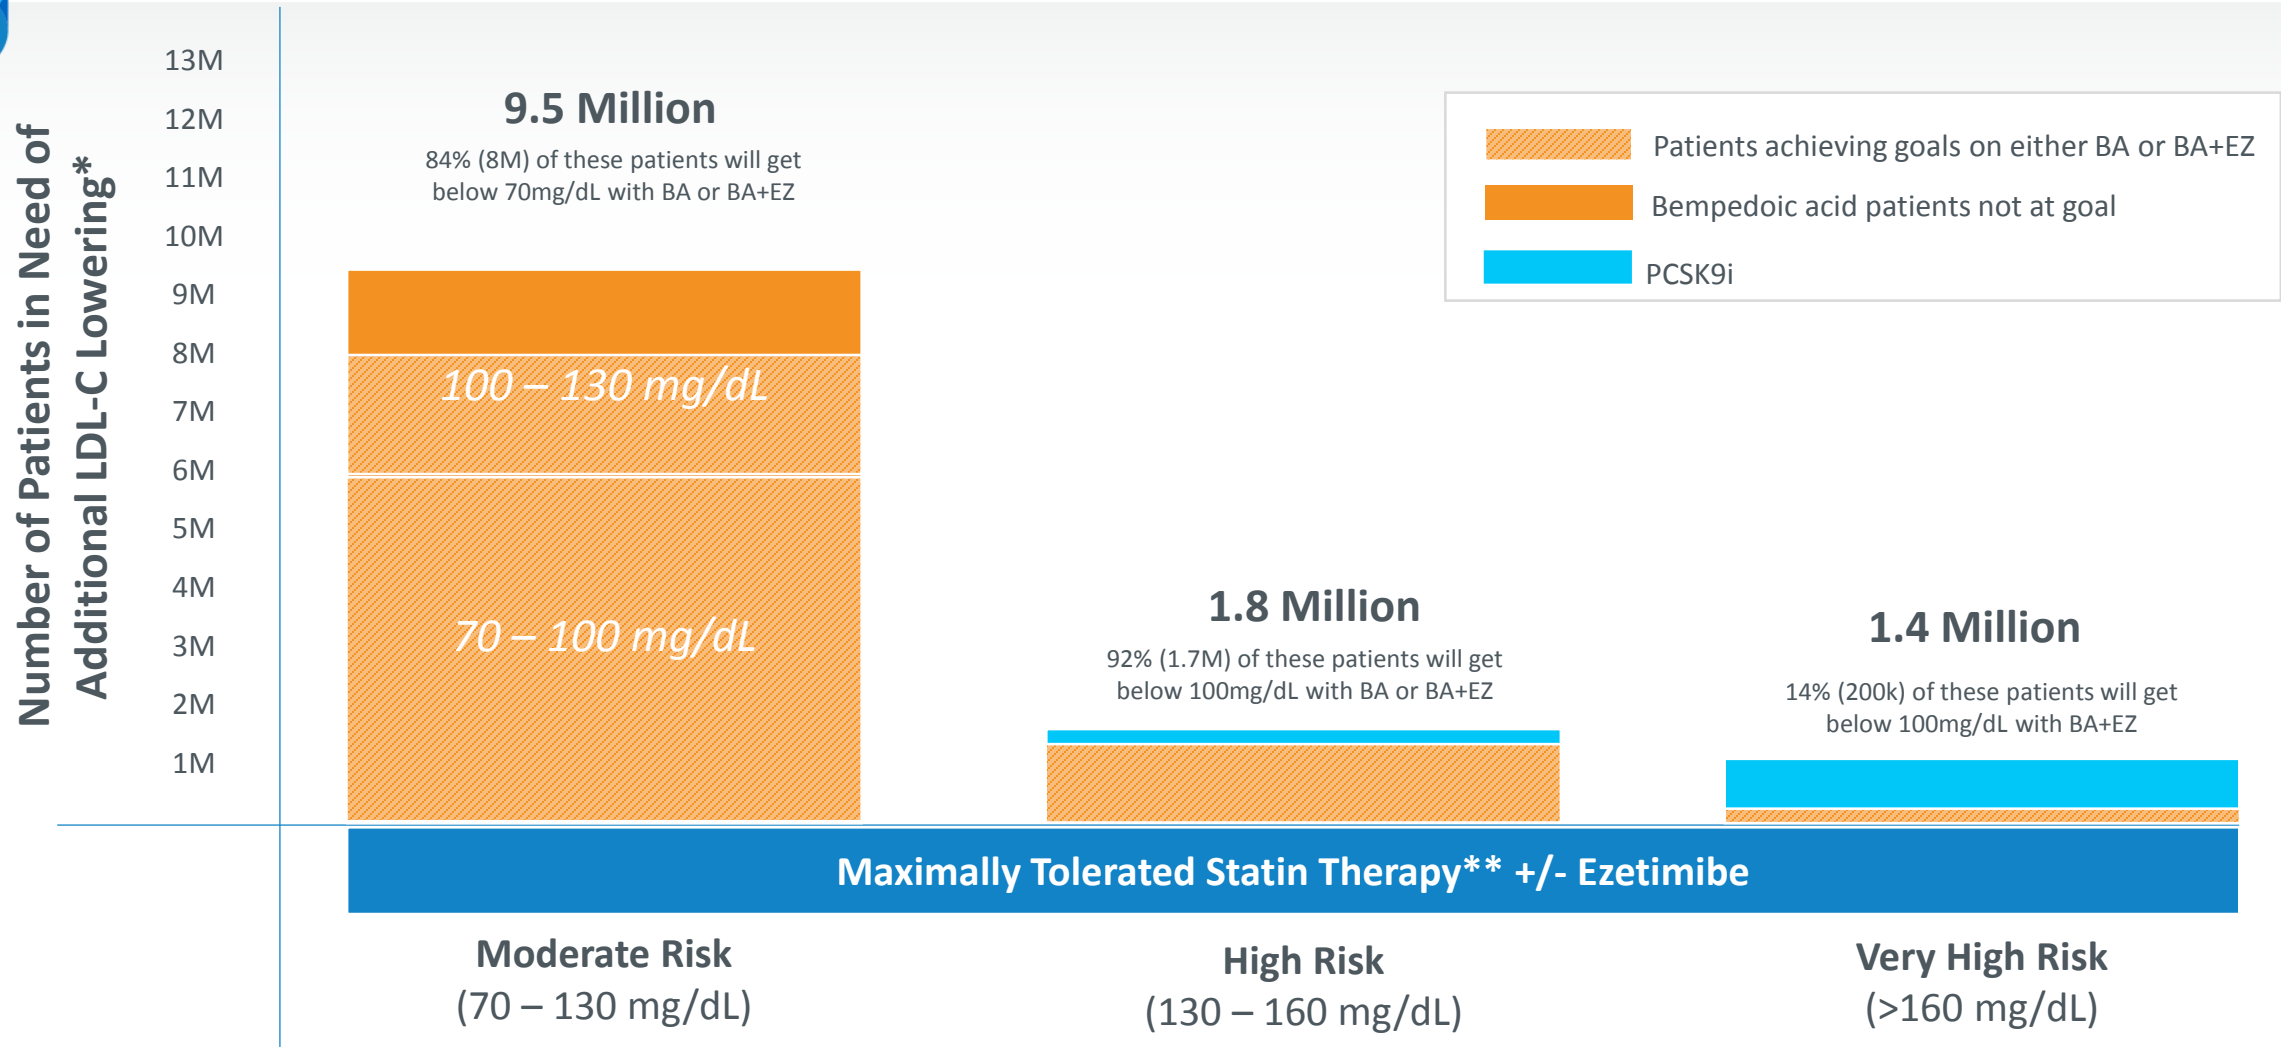 Number of Patients in Need of
Additional LDL-C Lowering*
13M
12M
11M
10M
9M
8M
7M
6M
5M
4M
3M
2M
1M
9.5 Million
84% (8M) of these patients will get
below 70mg/dL with BA or BA+EZ
100 – 130 mg/dL
70 – 100 mg/dL
1.8 Million
92% (1.7M) of these patients will get
below 100mg/dL with BA or BA+EZ
1.4 Million
14% (200k) of these patients will get
below 100mg/dL with BA+EZ
Patients achieving goals on either BA or BA+EZ
Bempedoic acid patients not at goal
PCSK9i
Maximally Tolerated Statin Therapy** +/- Ezetimibe
Moderate Risk
(70 – 130 mg/dL)
High Risk
(130 – 160 mg/dL)
Very High Risk
(>160 mg/dL)